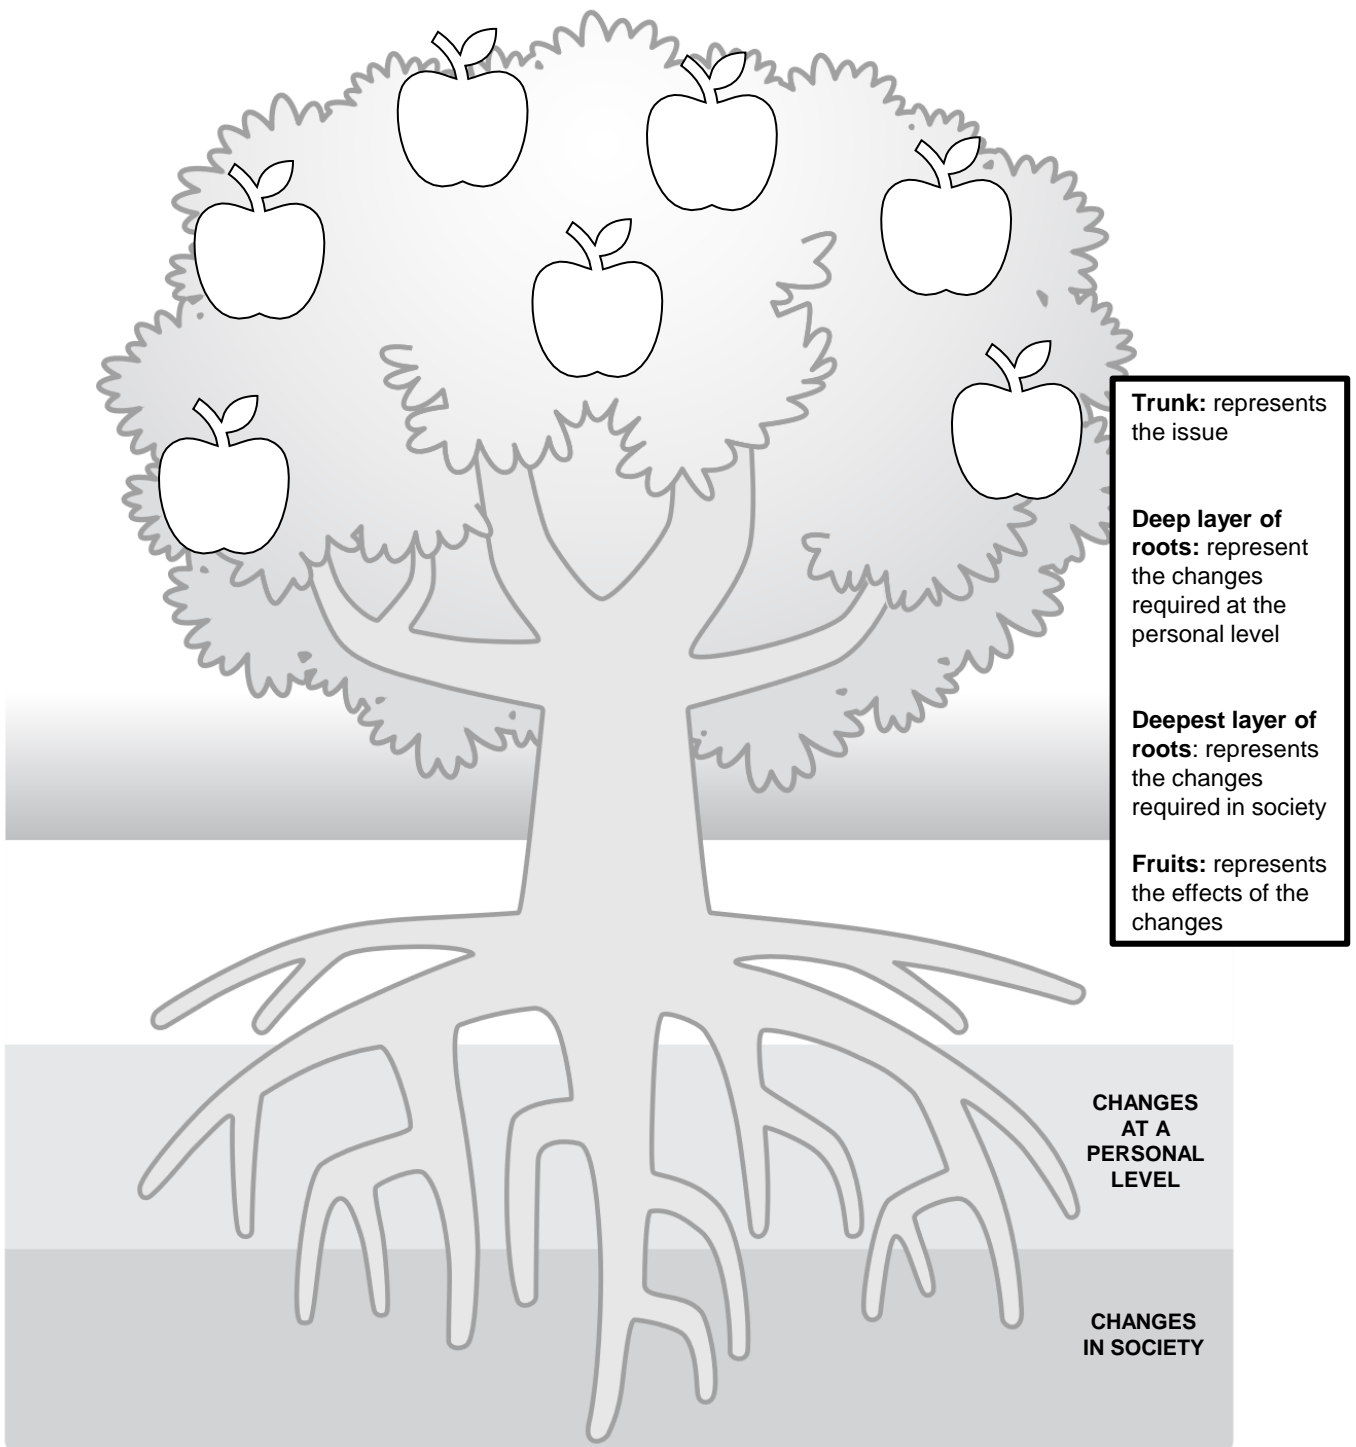 Trunk: represents
the issue
Deep layer of
roots: represent
the changes
required at the
personal level
Deepest layer of
roots: represents
the changes
required in society
Fruits: represents
the effects of the
changes
CHANGES
AT A
PERSONAL
LEVEL
CHANGES
IN SOCIETY